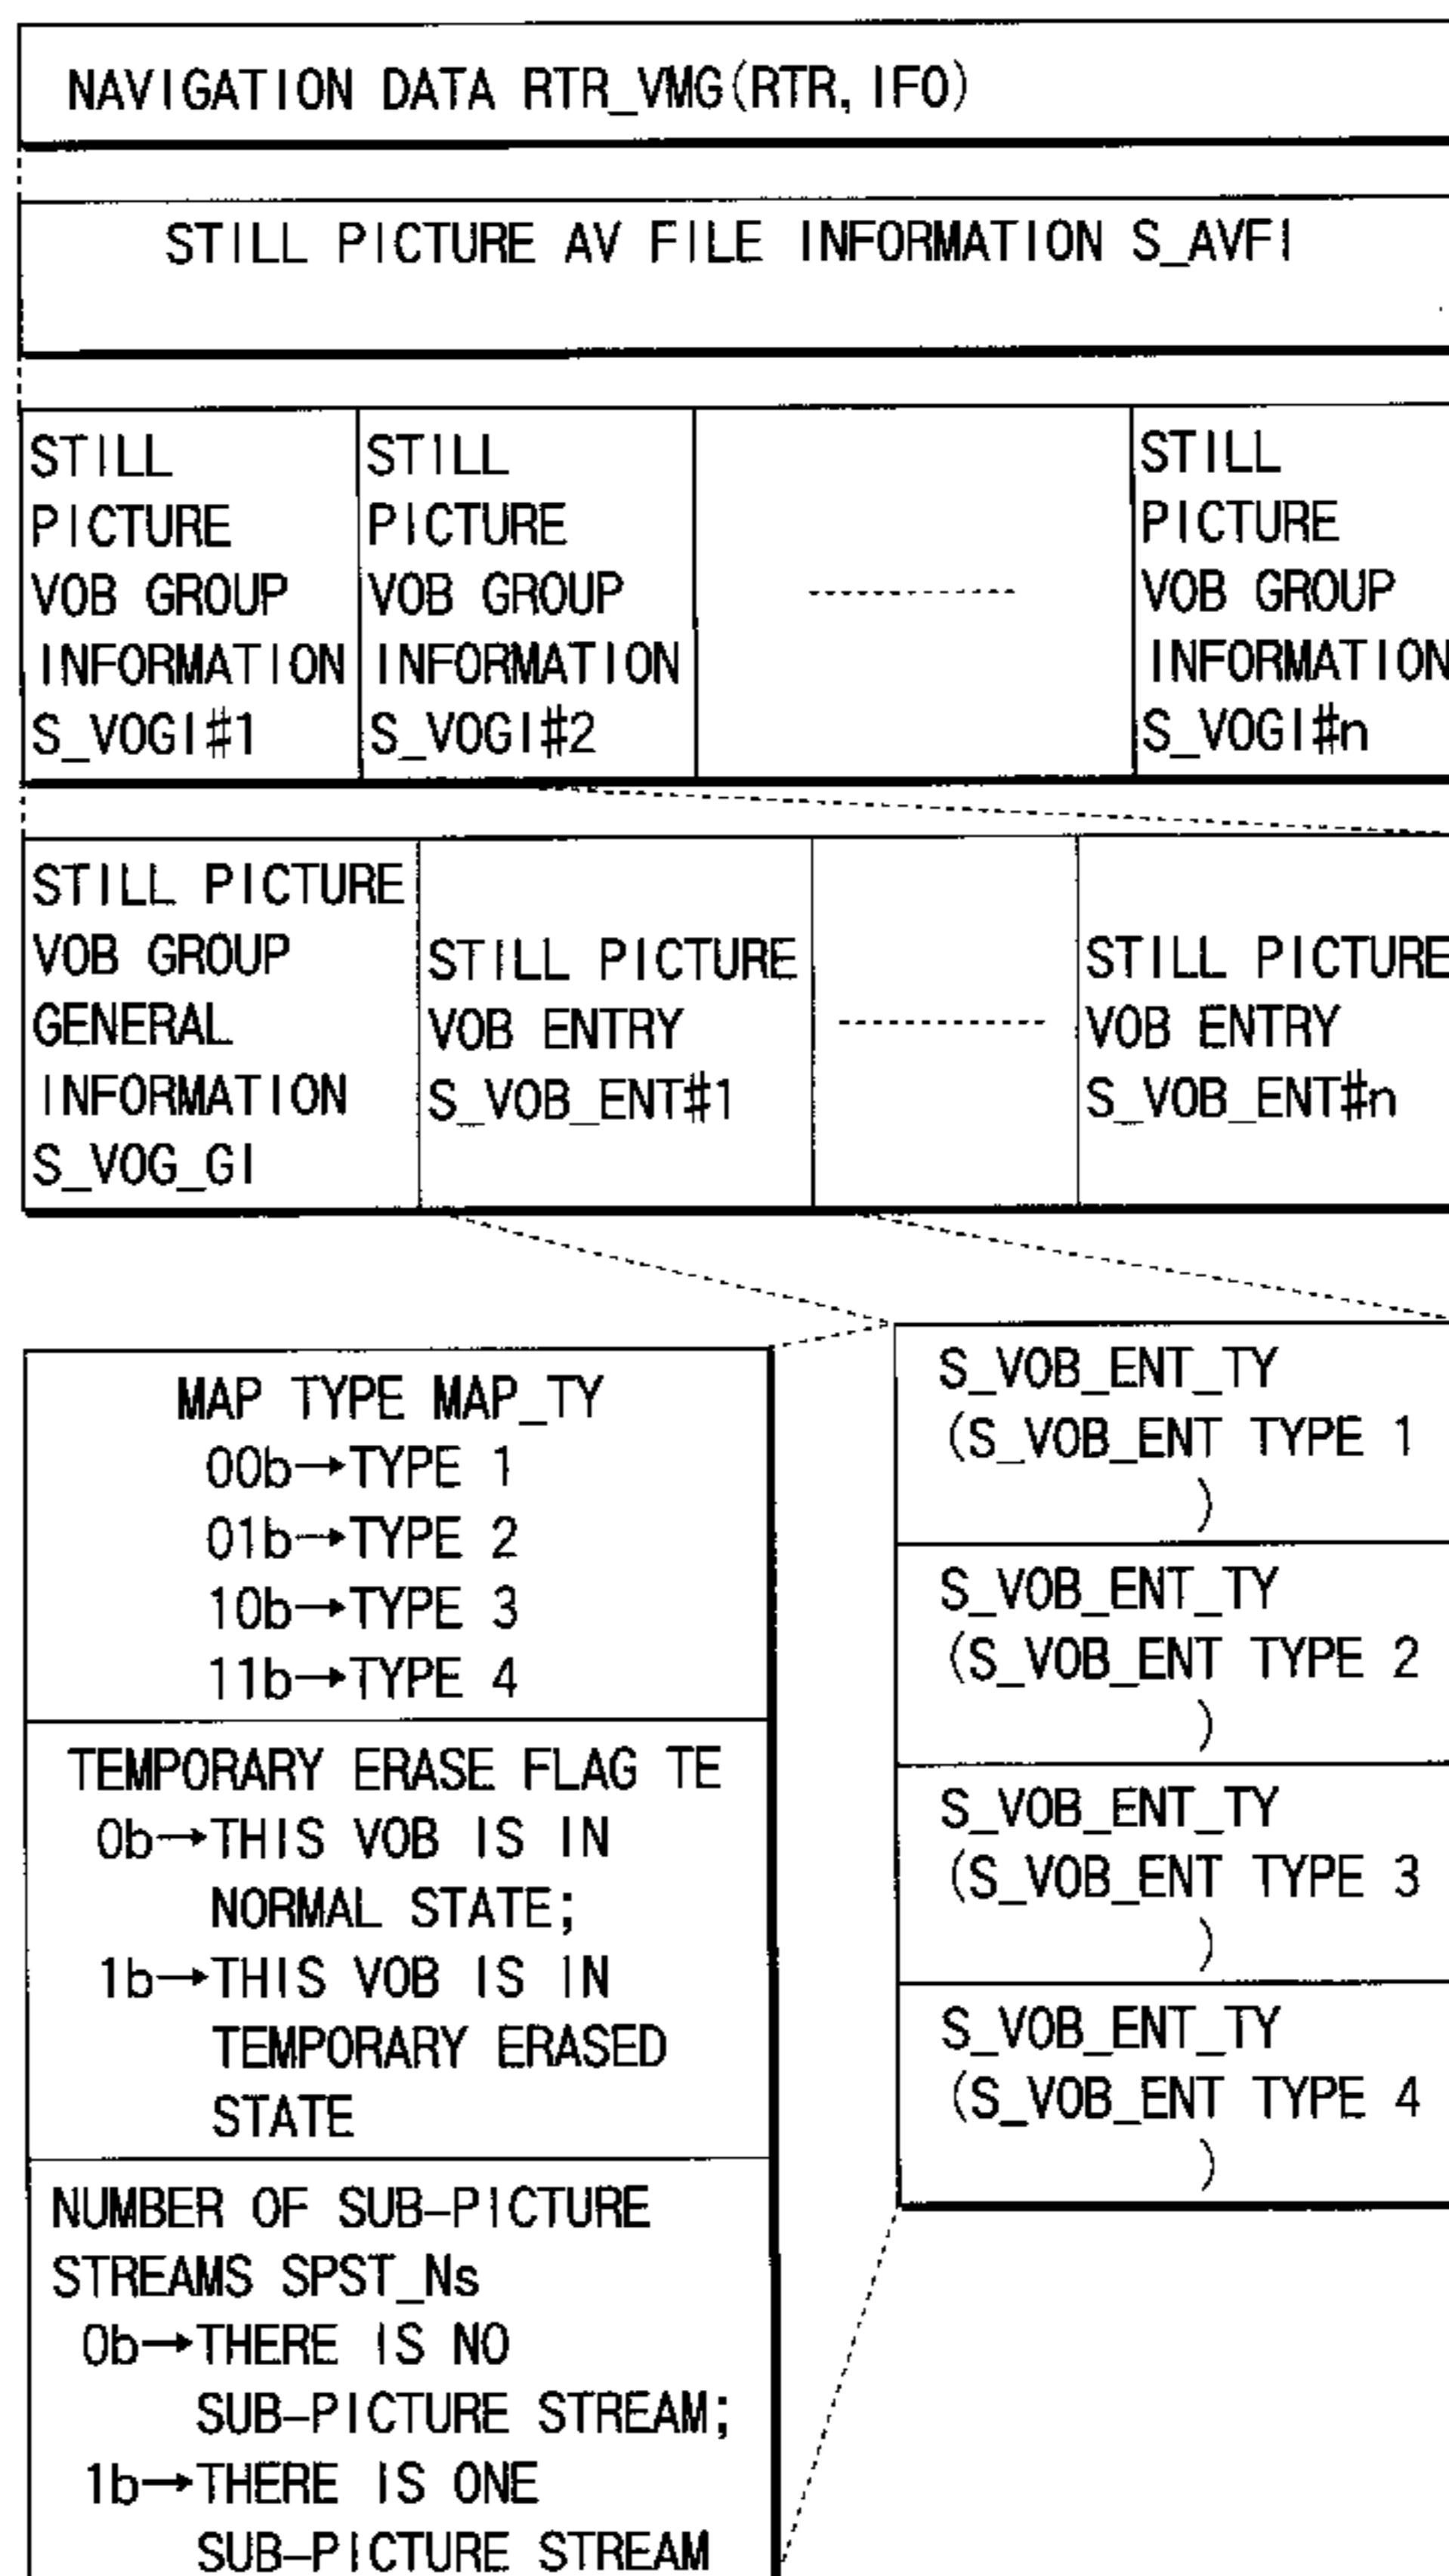 NAVIGATION DATA RTR_VMG(RTR, IFO)
STILL PICTURE AV FILE INFORMATION S_AVFI
STILL
PICTURE
VOB GROUP
INFORMATION
S_VOGI#1
STILL
PICTURE
VOB GROUP
INFORMATION
S_VOGI#2
STILL
PICTURE
VOB GROUP
INFORMATION
S_VOGI#n
STILL PICTURE
VOB GROUP
GENERAL
INFORMATION
S_VOG_GI
STILL PICTURE
VOB ENTRY
S_VOB_ENT#1
STILL PICTURE
VOB ENTRY
S_VOB_ENT#n
MAP TYPE MAP_TY
00b→TYPE 1
01b→TYPE 2
10b→TYPE 3
11b→TYPE 4
TEMPORARY ERASE FLAG TE
0b→THIS VOB IS IN
NORMAL STATE;
1b→THIS VOB IS IN
TEMPORARY ERASED
STATE
NUMBER OF SUB-PICTURE
STREAMS SPST_Ns
0b→THERE IS NO
SUB-PICTURE STREAM;
1b→THERE IS ONE
SUB-PICTURE STREAM
S_VOB_ENT_TY
(S_VOB_ENT TYPE 1
)
S_VOB_ENT_TY
(S_VOB_ENT TYPE 2
)
S_VOB_ENT_TY
(S_VOB_ENT TYPE 3
)
S_VOB_ENT_TY
(S_VOB_ENT TYPE 4
)